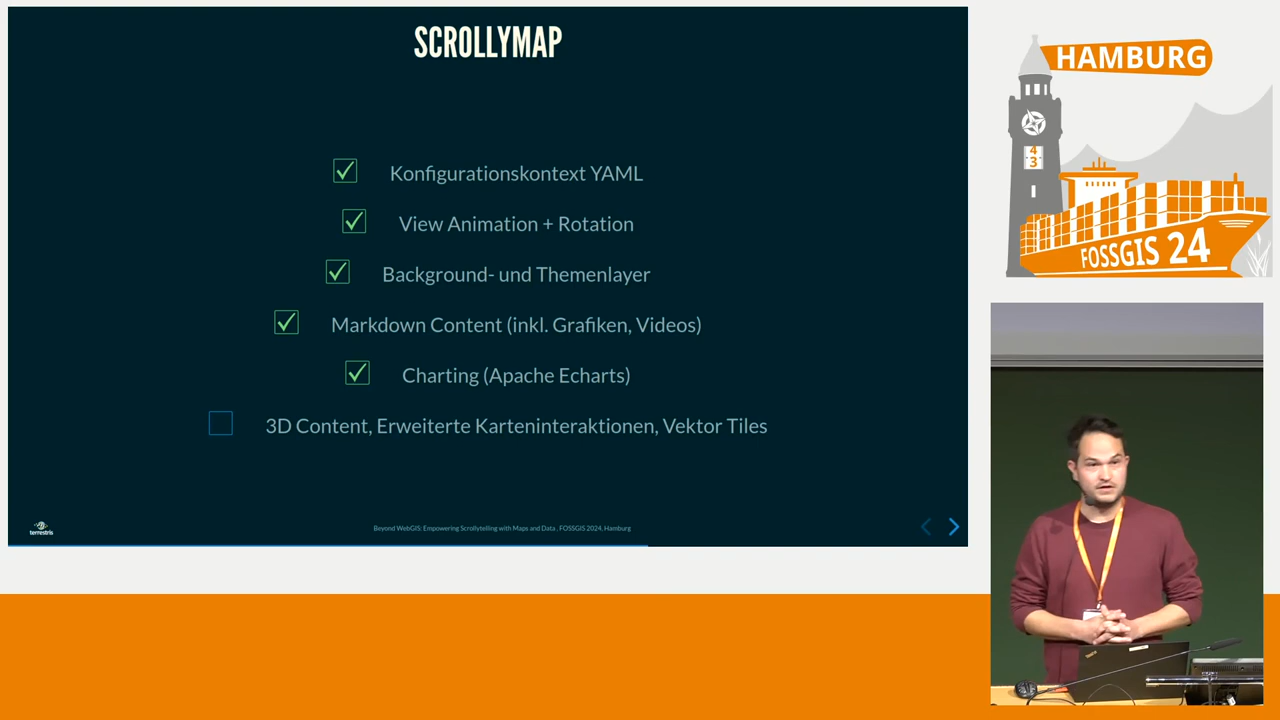 SCROLLYMAP
Konfigurationskontext YAML
View Animation + Rotation
Background- und Themenlayer
Markdown Content (inkl. Grafiken, Videos)
Charting (Apache Echarts)
3D Content, Erweiterte Karteninteraktionen, Vektor Tiles
terrestris
Beyond WebGIS: Empowering Scrollytelling with Maps and Data , FOSSGIS 2024, Hamburg
HAMBURG
4
3
FOSSGIS 24